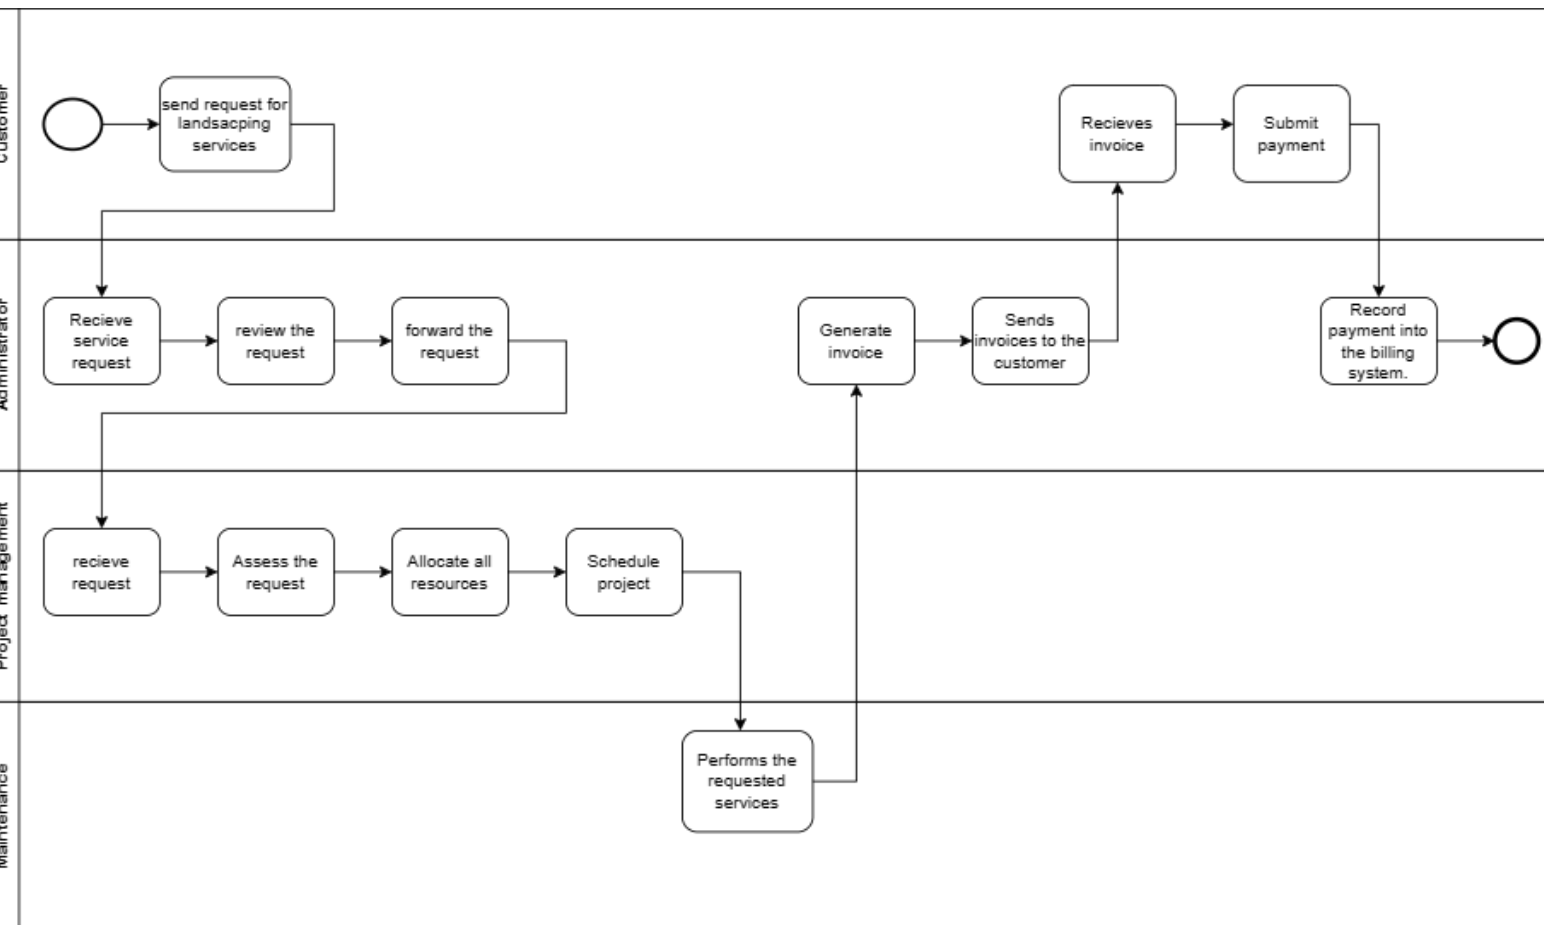 Customer
send request for
landsacping
services
Recieves
invoice
Submit
payment
Administrator
Recieve
service
request
review the
request
forward the
request
Generate
invoice
Sends
invoices to the
customer
Record
payment into
the billing
system.
Project management
recieve
request
Assess the
request
Allocate all
resources
Schedule
project
Maintenance
Performs the
requested
services